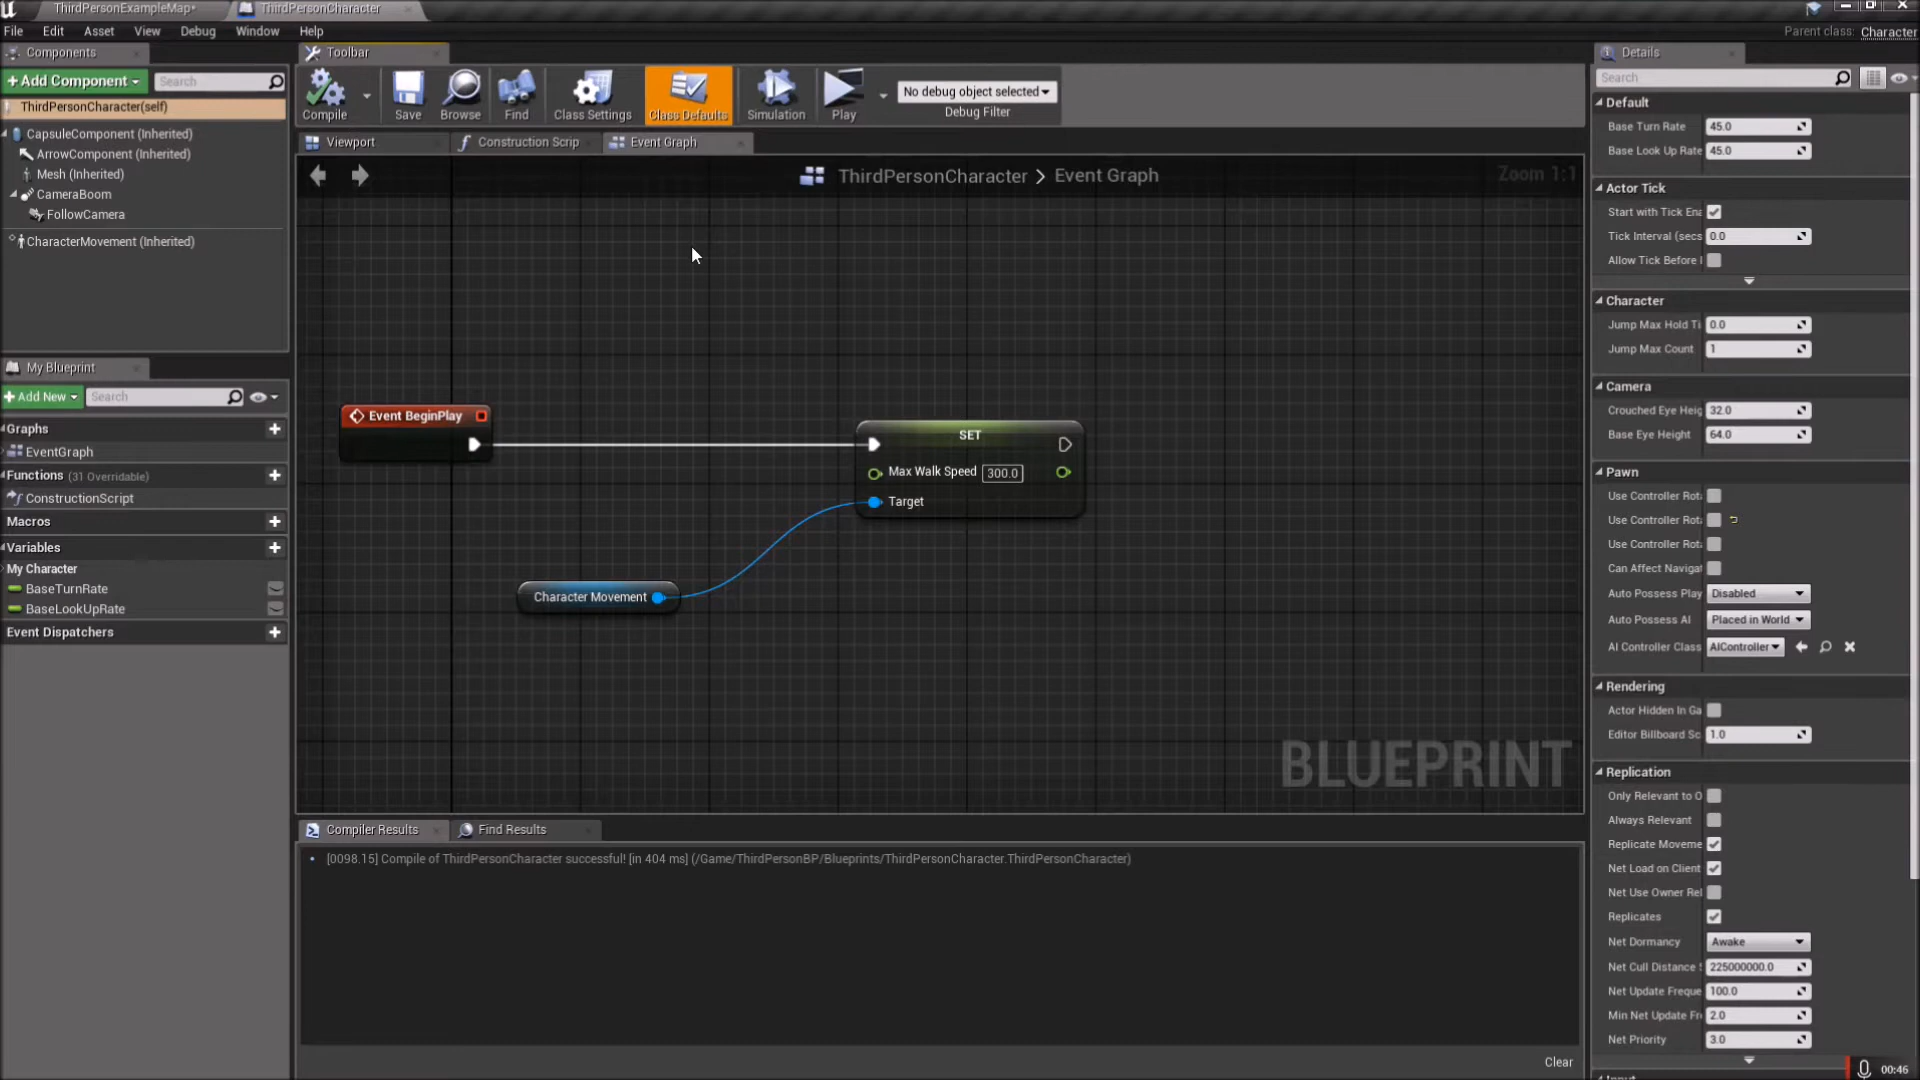 ThirdPersonExampleMap*
ThirdPersonCharacter
File Edit Asset View Debug Window Help
Parent class: Character
Components
+ Add Component
Search
ThirdPersonCharacter(self)
CapsuleComponent (Inherited)
ArrowComponent (Inherited)
Mesh (Inherited)
CameraBoom
FollowCamera
CharacterMovement (Inherited)
My Blueprint
+ Add New
Search
Graphs
EventGraph
Functions (31 Overridable)
ConstructionScript
Macros
Variables
My Character
BaseTurnRate
BaseLookUpRate
Event Dispatchers
Toolbar
Compile
Save
Browse
Find
Class Settings
Class Defaults
Simulation
Play
No debug object selected
Debug Filter
Viewport
Construction Scrip
Event Graph
ThirdPersonCharacter > Event Graph
Zoom 1:1
Event BeginPlay
SET
Max Walk Speed 300.0
Target
Character Movement
BLUEPRINT
Compiler Results
Find Results
[0098.15] Compile of ThirdPersonCharacter successful! [in 404 ms] (/Game/ThirdPersonBP/Blueprints/ThirdPersonCharacter.ThirdPersonCharacter)
Clear
Details
Search
Default
Base Turn Rate 45.0
Base Look Up Rate 45.0
Actor Tick
Start with Tick Ena
Tick Interval (secs 0.0
Allow Tick Before
Character
Jump Max Hold Ti 0.0
Jump Max Count 1
Camera
Crouched Eye Heig 32.0
Base Eye Height 64.0
Pawn
Use Controller Rot
Use Controller Rot
Use Controller Rot
Can Affect Navigat
Auto Possess Play Disabled
Auto Possess AI Placed in World
AI Controller Class AIController
Rendering
Actor Hidden In Ga
Editor Billboard Sc 1.0
Replication
Only Relevant to O
Always Relevant
Replicate Moveme
Net Load on Client
Net Use Owner Rel
Replicates
Net Dormancy Awake
Net Cull Distance 225000000.0
Net Update Freque 100.0
Min Net Update Fr 2.0
Net Priority 3.0
00:46